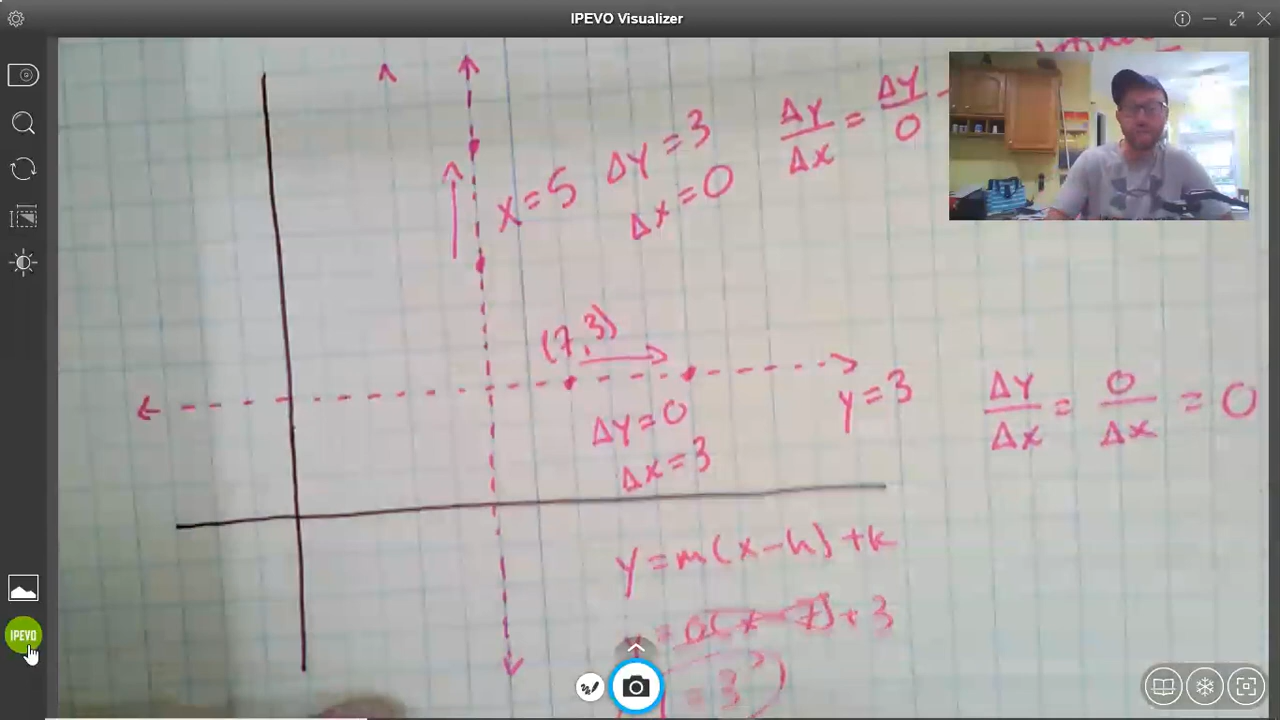 IPEVO Visualizer
x=5
Δy=3
Δx=0
Δy/Δx = Δy/0
(7,3)
y=3
Δy=0
Δx=3
Δy/Δx = 0/Δx = 0
y=m(x-h)+k
= 0(x-7)+3
= 3
IPEVO